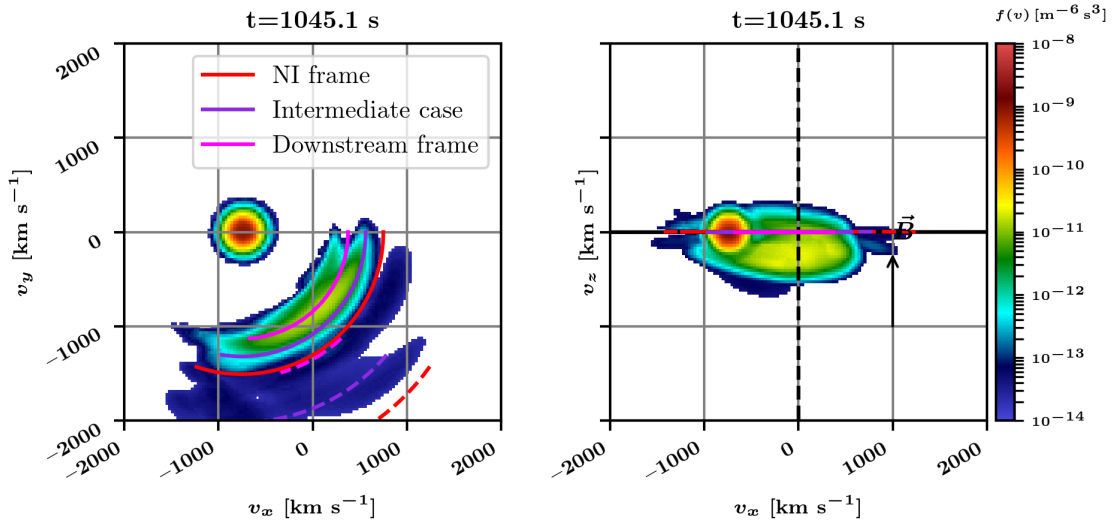 t=1045.1 s
t=1045.1 s
f(v) [m⁻⁶ s³]
NI frame
Intermediate case
Downstream frame
2000
1000
0
−1000
−2000
v_y [km s⁻¹]
−2000
−1000
0
1000
2000
v_x [km s⁻¹]
v_z [km s⁻¹]
B⃗
−2000
−1000
0
1000
2000
v_x [km s⁻¹]
10⁻⁸
10⁻⁹
10⁻¹⁰
10⁻¹¹
10⁻¹²
10⁻¹³
10⁻¹⁴